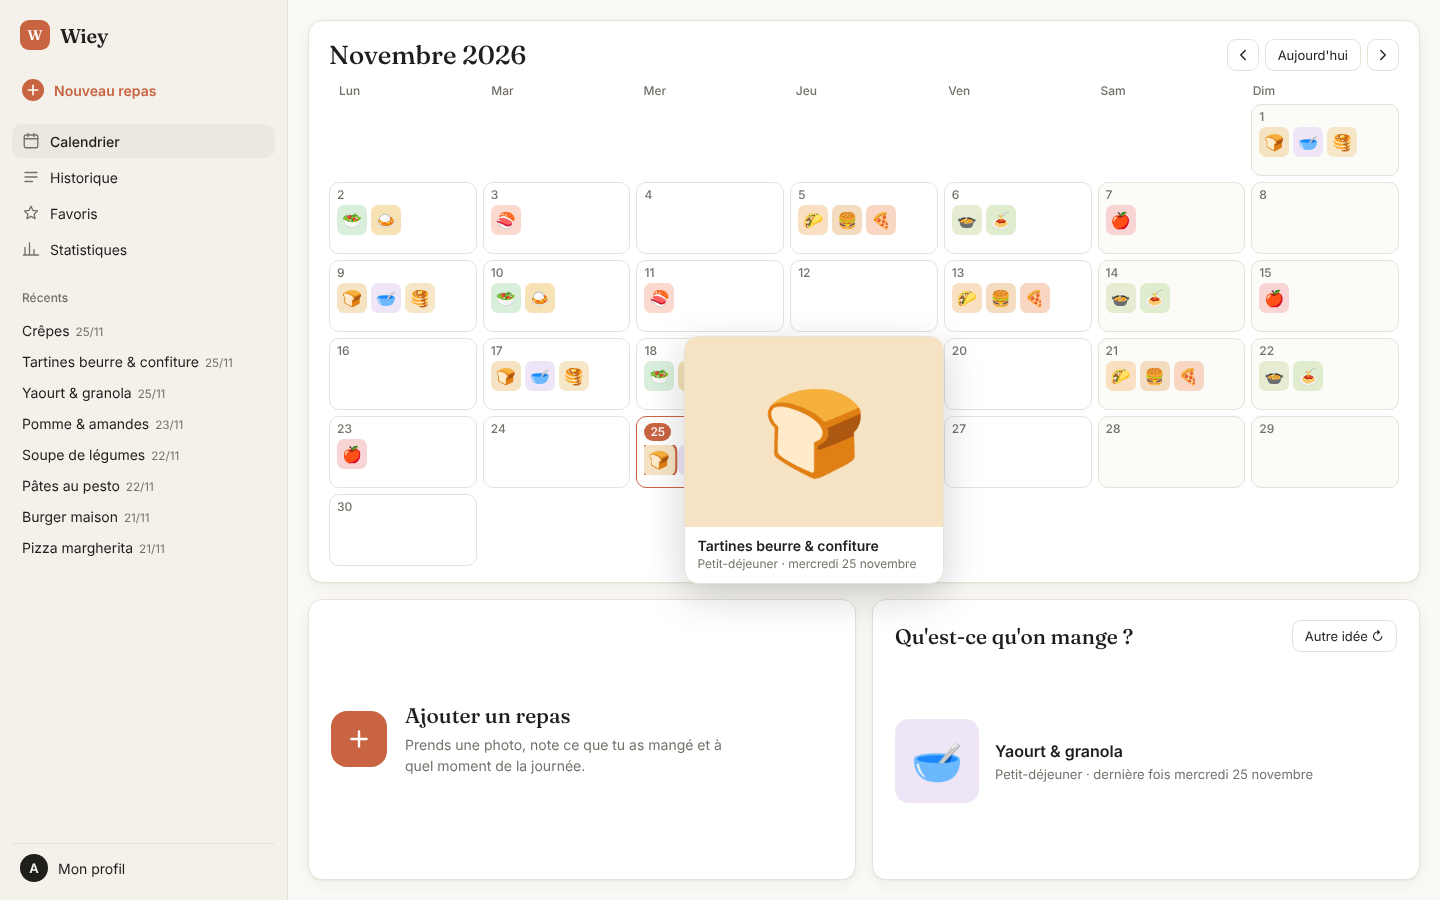 W Wiey
Nouveau repas
Calendrier
Historique
Favoris
Statistiques
Récents
Crêpes 25/11
Tartines beurre & confiture 25/11
Yaourt & granola 25/11
Pomme & amandes 23/11
Soupe de légumes 22/11
Pâtes au pesto 22/11
Burger maison 21/11
Pizza margherita 21/11
A Mon profil
Novembre 2026
Aujourd'hui
Lun Mar Mer Jeu Ven Sam Dim
1
2 3 4 5 6 7 8
9 10 11 12 13 14 15
16 17 18 20 21 22
23 24 25 27 28 29
30
Tartines beurre & confiture
Petit-déjeuner · mercredi 25 novembre
Ajouter un repas
Prends une photo, note ce que tu as mangé et à
quel moment de la journée.
Qu'est-ce qu'on mange ?
Autre idée ↻
Yaourt & granola
Petit-déjeuner · dernière fois mercredi 25 novembre